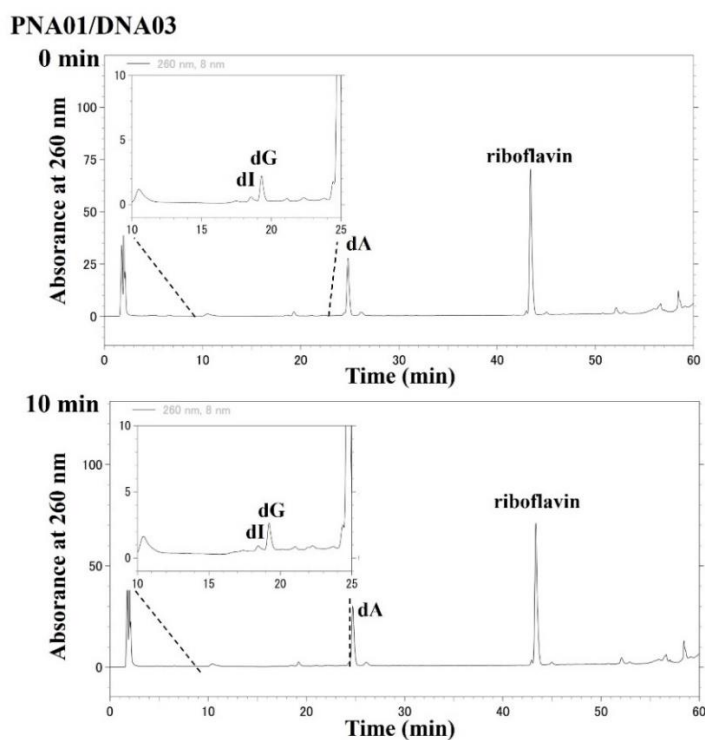 PNA01/DNA03
0 min
260 nm, 8 nm
10
5
0
10 15 20 25
dI
dG
dA
riboflavin
Absorance at 260 nm
100
75
50
25
0
0 10 20 30 40 50 60
Time (min)
10 min
260 nm, 8 nm
10
5
0
10 15 20 25
dI
dG
dA
riboflavin
Absorance at 260 nm
100
50
0
0 10 20 30 40 50 60
Time (min)